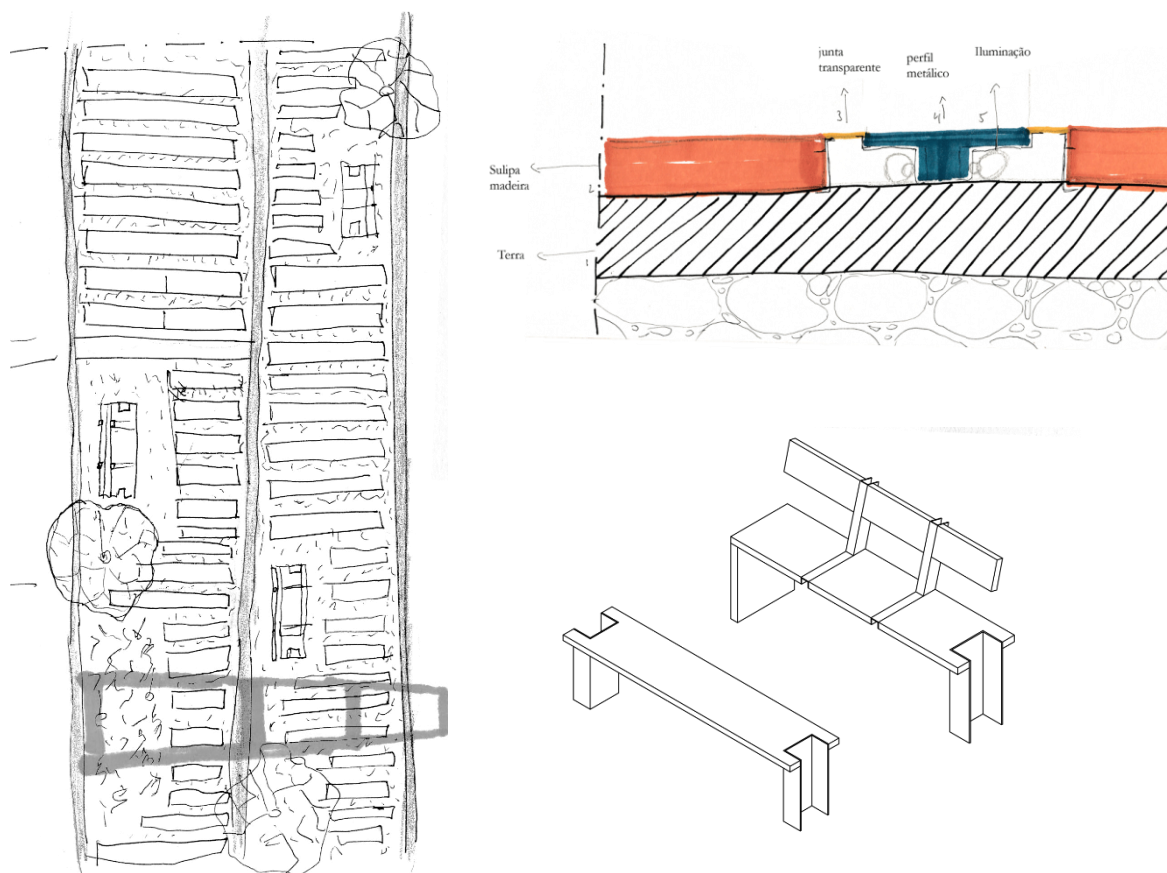 junta
transparente
perfil
metálico
Iluminação
3
4
5
Sulipa
madeira
2
Terra
1